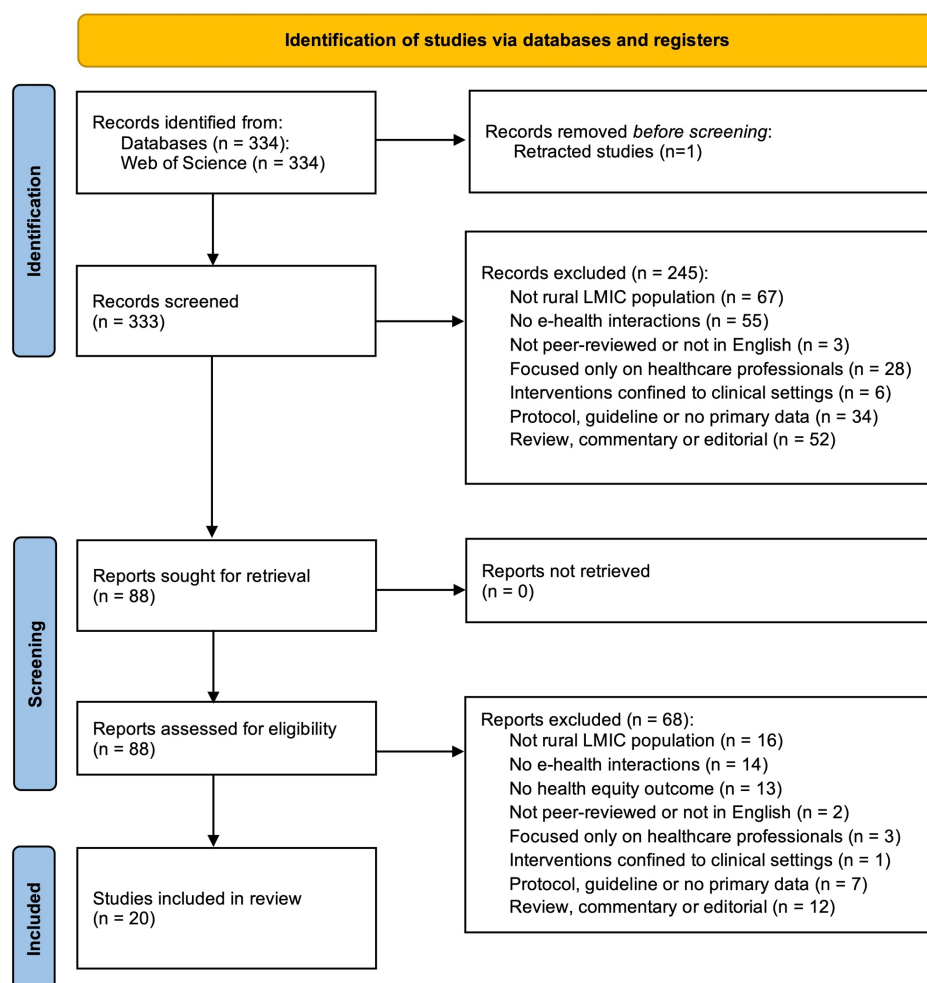 Identification of studies via databases and registers
Identification
Records identified from:
Databases (n = 334):
Web of Science (n = 334)
Records removed before screening:
Retracted studies (n=1)
Records screened
(n = 333)
Records excluded (n = 245):
Not rural LMIC population (n = 67)
No e-health interactions (n = 55)
Not peer-reviewed or not in English (n = 3)
Focused only on healthcare professionals (n = 28)
Interventions confined to clinical settings (n = 6)
Protocol, guideline or no primary data (n = 34)
Review, commentary or editorial (n = 52)
Screening
Reports sought for retrieval
(n = 88)
Reports not retrieved
(n = 0)
Reports assessed for eligibility
(n = 88)
Reports excluded (n = 68):
Not rural LMIC population (n = 16)
No e-health interactions (n = 14)
No health equity outcome (n = 13)
Not peer-reviewed or not in English (n = 2)
Focused only on healthcare professionals (n = 3)
Interventions confined to clinical settings (n = 1)
Protocol, guideline or no primary data (n = 7)
Review, commentary or editorial (n = 12)
Included
Studies included in review
(n = 20)